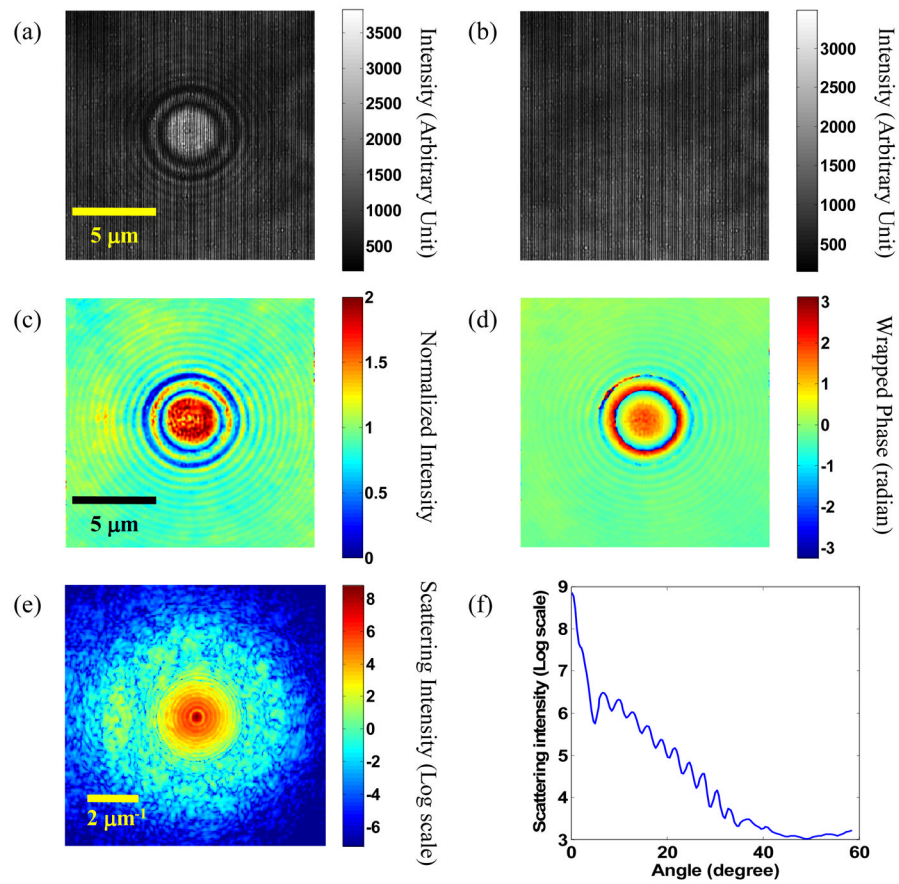 (a)
3500
3000
2500
2000
1500
1000
500
Intensity (Arbitrary Unit)
5 μm
(b)
3000
2500
2000
1500
1000
500
Intensity (Arbitrary Unit)
(c)
2
1.5
1
0.5
0
Normalized Intensity
5 μm
(d)
3
2
1
0
-1
-2
-3
Wrapped Phase (radian)
(e)
8
6
4
2
0
-2
-4
-6
Scattering Intensity (Log scale)
2 μm-1
(f)
Scattering intensity (Log scale)
9
8
7
6
5
4
3
0
20
40
60
Angle (degree)